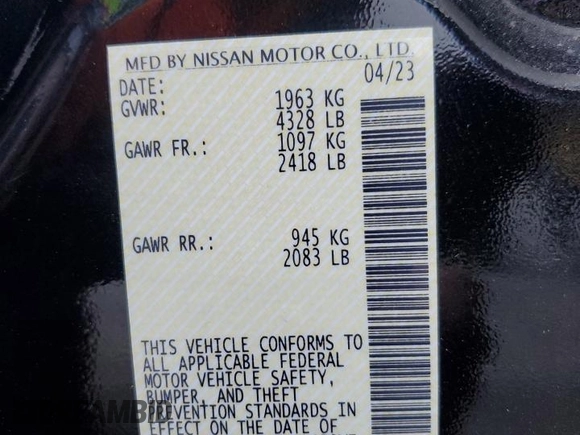 MFD BY NISSAN MOTOR CO., LTD.
DATE: 04/23
GVWR: 1963 KG
4328 LB
GAWR FR.: 1097 KG
2418 LB
GAWR RR.: 945 KG
2083 LB
THIS VEHICLE CONFORMS TO
ALL APPLICABLE FEDERAL
MOTOR VEHICLE SAFETY,
BUMPER, AND THEFT
PREVENTION STANDARDS IN
EFFECT ON THE DATE OF